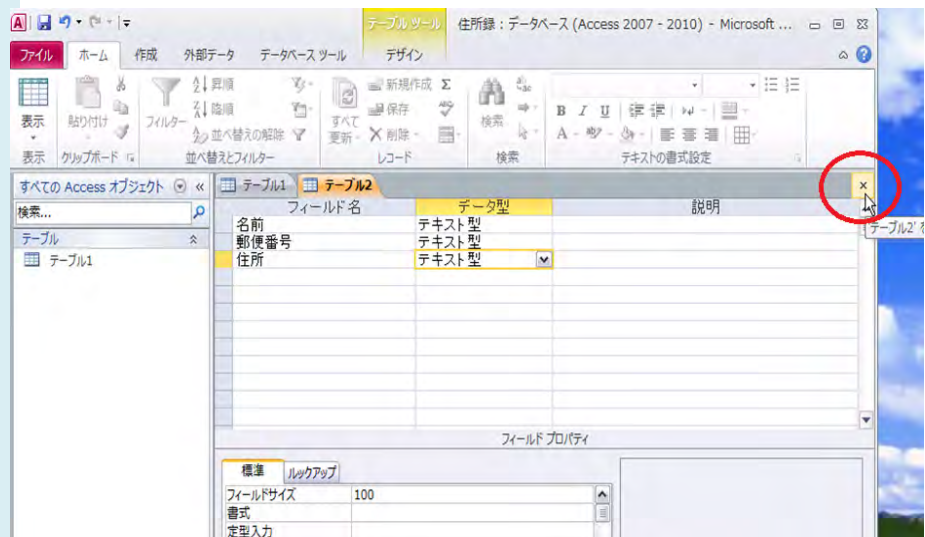 テーブル ツール 住所録 : データベース (Access 2007 - 2010) - Microsoft ...
ファイル ホーム 作成 外部データ データベース ツール デザイン
表示
貼り付け
フィルター
昇順
降順
並べ替えの解除
すべて
更新
新規作成
保存
削除
検索
B I U
A
表示 クリップボード 並べ替えとフィルター レコード 検索 テキストの書式設定
すべての Access オブジェクト
検索...
テーブル
テーブル1
テーブル1 テーブル2
フィールド名 データ型 説明
名前 テキスト型
郵便番号 テキスト型
住所 テキスト型
テーブル2' を
フィールド プロパティ
標準 ルックアップ
フィールドサイズ 100
書式
定型入力